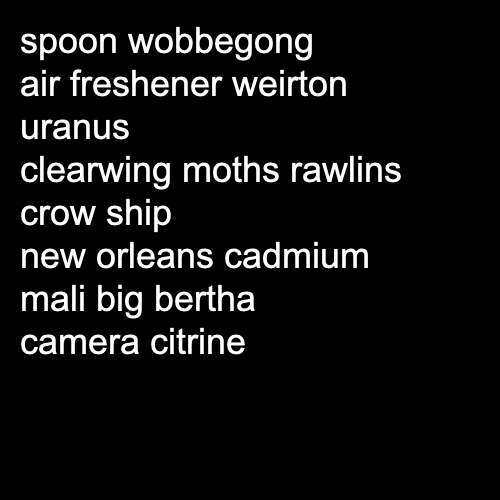 spoon wobbegong
air freshener weirton
uranus
clearwing moths rawlins
crow ship
new orleans cadmium
mali big bertha
camera citrine